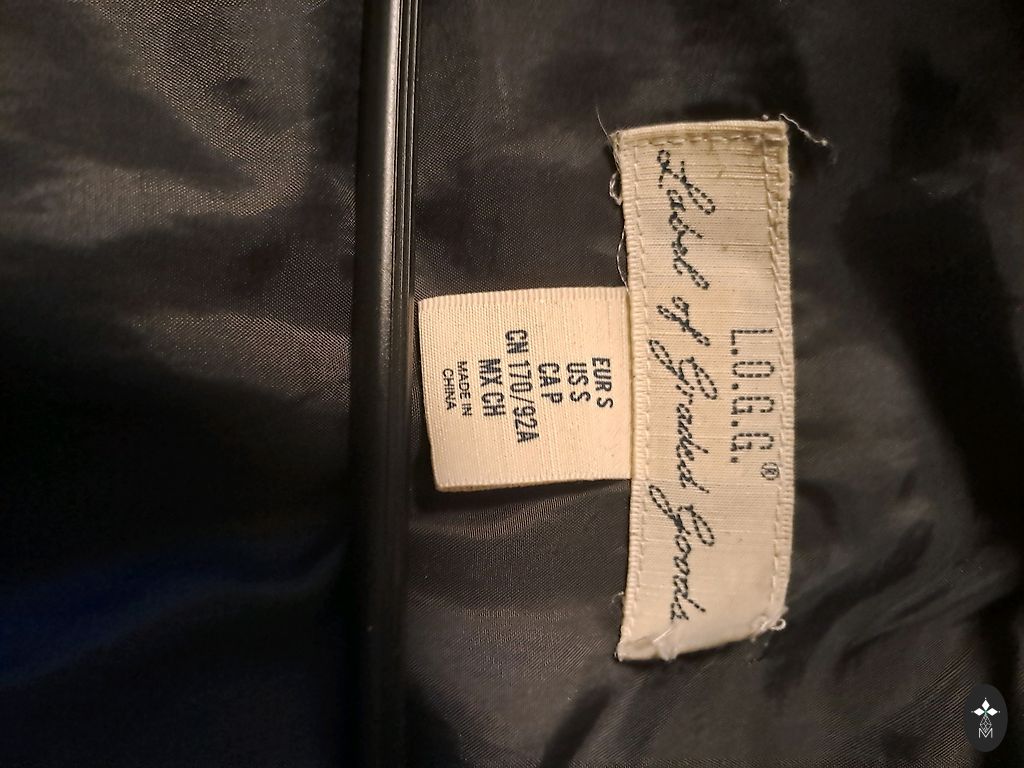 L.O.G.G.®
Label of Graded Goods
EUR S
US S
CA P
CN 170/92A
MX CH
MADE IN
CHINA
M